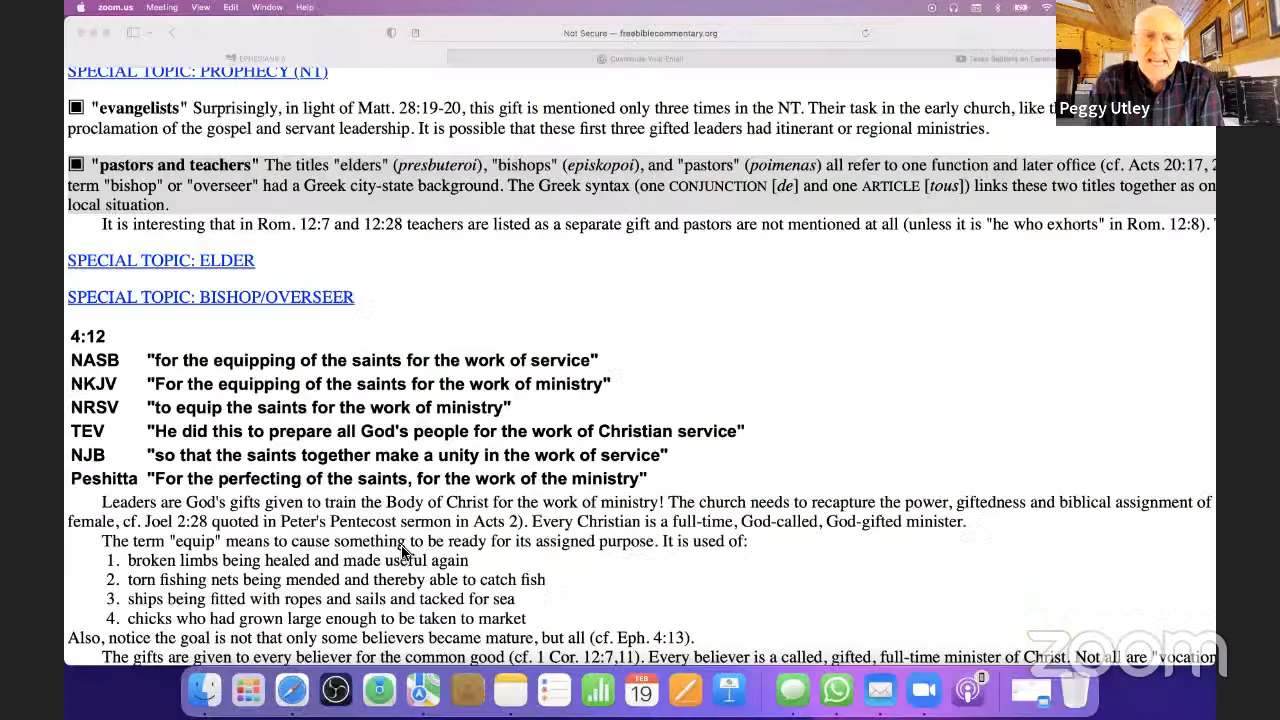 zoom.us Meeting View Edit Window Help
Not Secure — freebiblecommentary.org
EPHESIANS 4 Customize Your Email Texas Baptists en Espan
SPECIAL TOPIC: PROPHECY (NT)
"evangelists" Surprisingly, in light of Matt. 28:19-20, this gift is mentioned only three times in the NT. Their task in the early church, like
proclamation of the gospel and servant leadership. It is possible that these first three gifted leaders had itinerant or regional ministries.
Peggy Utley
"pastors and teachers" The titles "elders" (presbuteroi), "bishops" (episkopoi), and "pastors" (poimenas) all refer to one function and later office (cf. Acts 20:17,
term "bishop" or "overseer" had a Greek city-state background. The Greek syntax (one CONJUNCTION [de] and one ARTICLE [tous]) links these two titles together as on
local situation.
It is interesting that in Rom. 12:7 and 12:28 teachers are listed as a separate gift and pastors are not mentioned at all (unless it is "he who exhorts" in Rom. 12:8).
SPECIAL TOPIC: ELDER
SPECIAL TOPIC: BISHOP/OVERSEER
4:12
NASB "for the equipping of the saints for the work of service"
NKJV "For the equipping of the saints for the work of ministry"
NRSV "to equip the saints for the work of ministry"
TEV "He did this to prepare all God's people for the work of Christian service"
NJB "so that the saints together make a unity in the work of service"
Peshitta "For the perfecting of the saints, for the work of the ministry"
Leaders are God's gifts given to train the Body of Christ for the work of ministry! The church needs to recapture the power, giftedness and biblical assignment of
female, cf. Joel 2:28 quoted in Peter's Pentecost sermon in Acts 2). Every Christian is a full-time, God-called, God-gifted minister.
The term "equip" means to cause something to be ready for its assigned purpose. It is used of:
1. broken limbs being healed and made useful again
2. torn fishing nets being mended and thereby able to catch fish
3. ships being fitted with ropes and sails and tacked for sea
4. chicks who had grown large enough to be taken to market
Also, notice the goal is not that only some believers became mature, but all (cf. Eph. 4:13).
The gifts are given to every believer for the common good (cf. 1 Cor. 12:7,11). Every believer is a called, gifted, full-time minister of Christ. Not all are "vocation
zoom
FEB
19